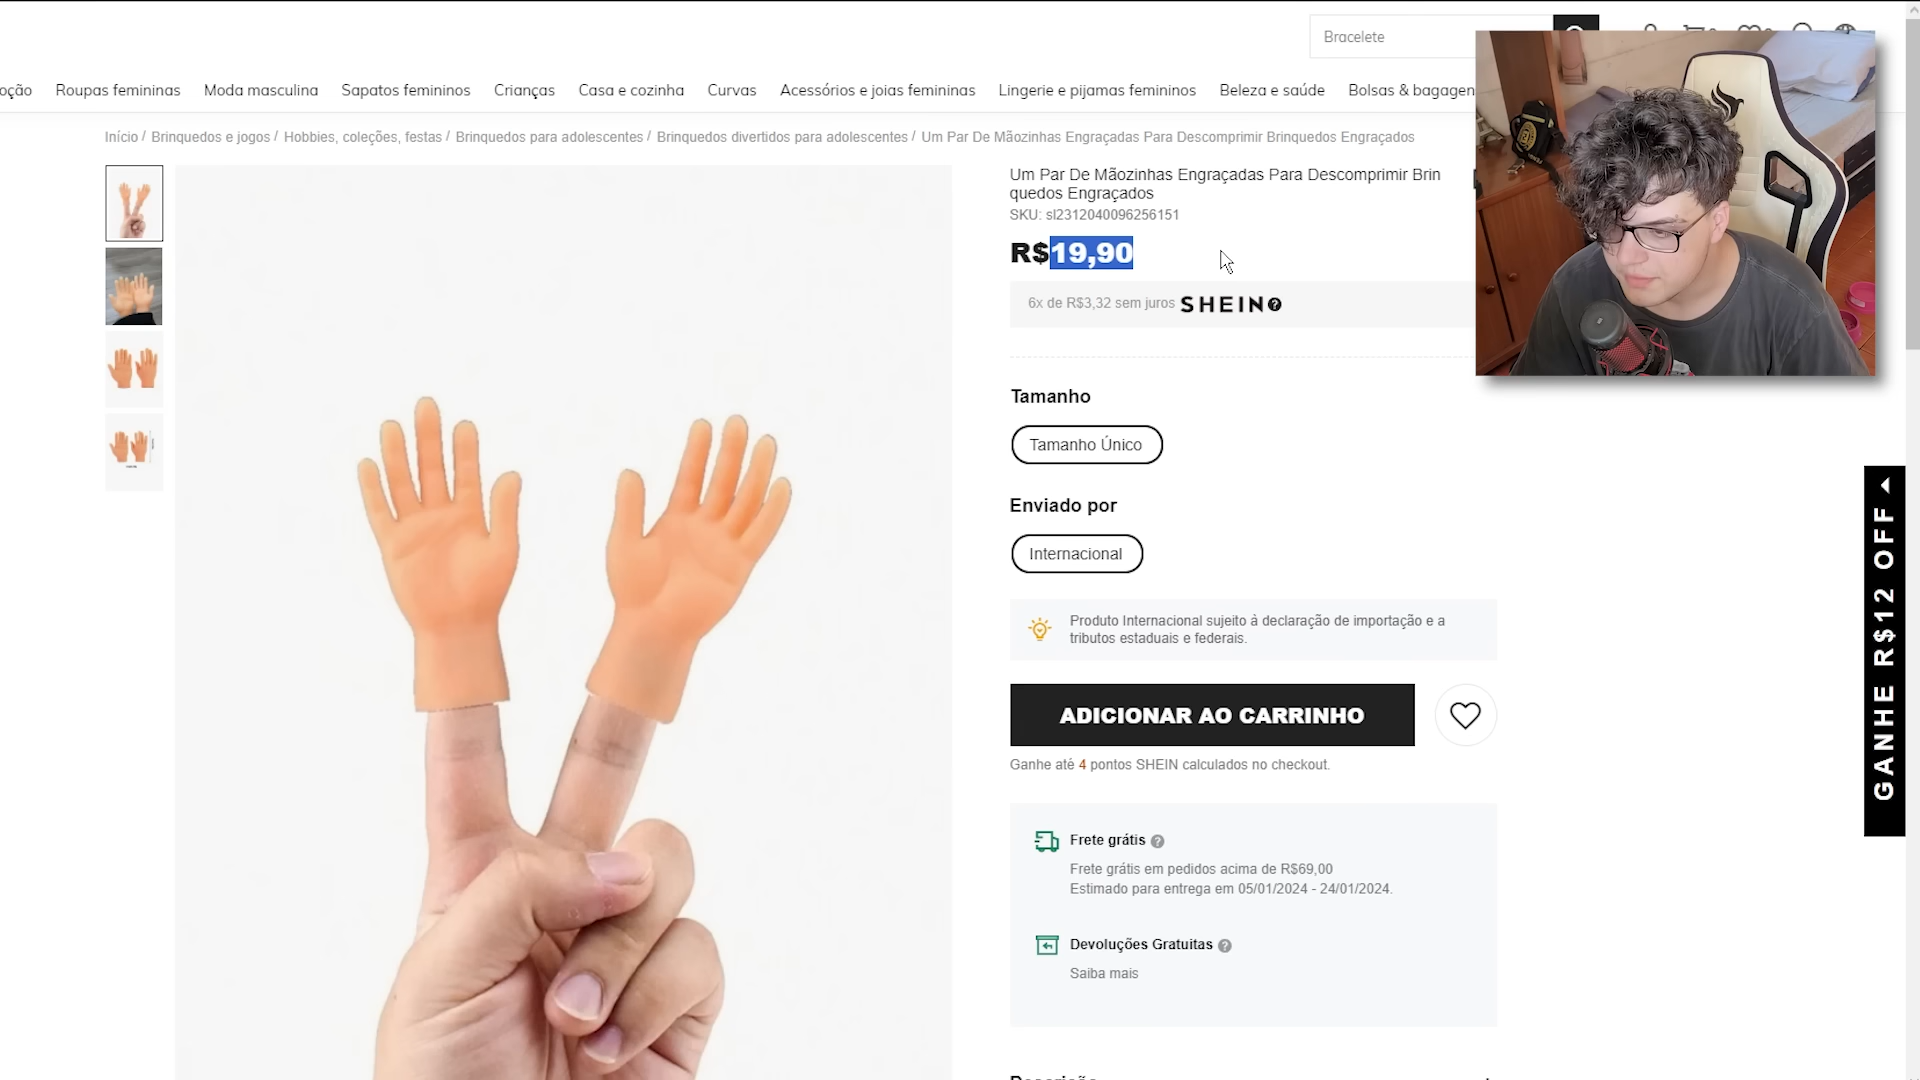 Bracelete
oção
Roupas femininas
Moda masculina
Sapatos femininos
Crianças
Casa e cozinha
Curvas
Acessórios e joias femininas
Lingerie e pijamas femininos
Beleza e saúde
Bolsas & bagagen
Início / Brinquedos e jogos / Hobbies, coleções, festas / Brinquedos para adolescentes / Brinquedos divertidos para adolescentes / Um Par De Mãozinhas Engraçadas Para Descomprimir Brinquedos Engraçados
Um Par De Mãozinhas Engraçadas Para Descomprimir Brin
quedos Engraçados
SKU: sl2312040096256151
R$19,90
6x de R$3,32 sem juros SHEIN ?
Tamanho
Tamanho Único
Enviado por
Internacional
Produto Internacional sujeito à declaração de importação e a
tributos estaduais e federais.
ADICIONAR AO CARRINHO
Ganhe até 4 pontos SHEIN calculados no checkout.
Frete grátis ?
Frete grátis em pedidos acima de R$69,00
Estimado para entrega em 05/01/2024 - 24/01/2024.
Devoluções Gratuitas ?
Saiba mais
GANHE R$12 OFF